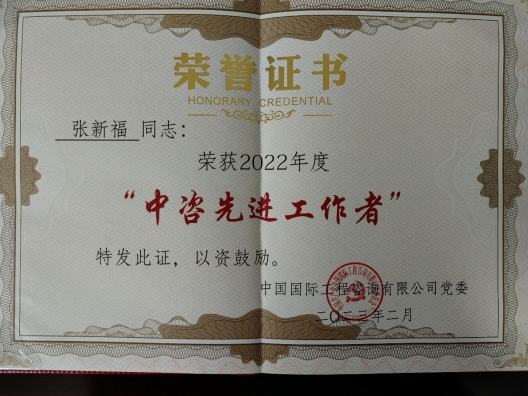 荣誉证书
HONORARY CREDENTIAL
张新福 同志：
荣获2022年度
“中咨先进工作者”
特发此证，以资鼓励。
中国国际工程咨询有限公司党委
二〇二三年二月